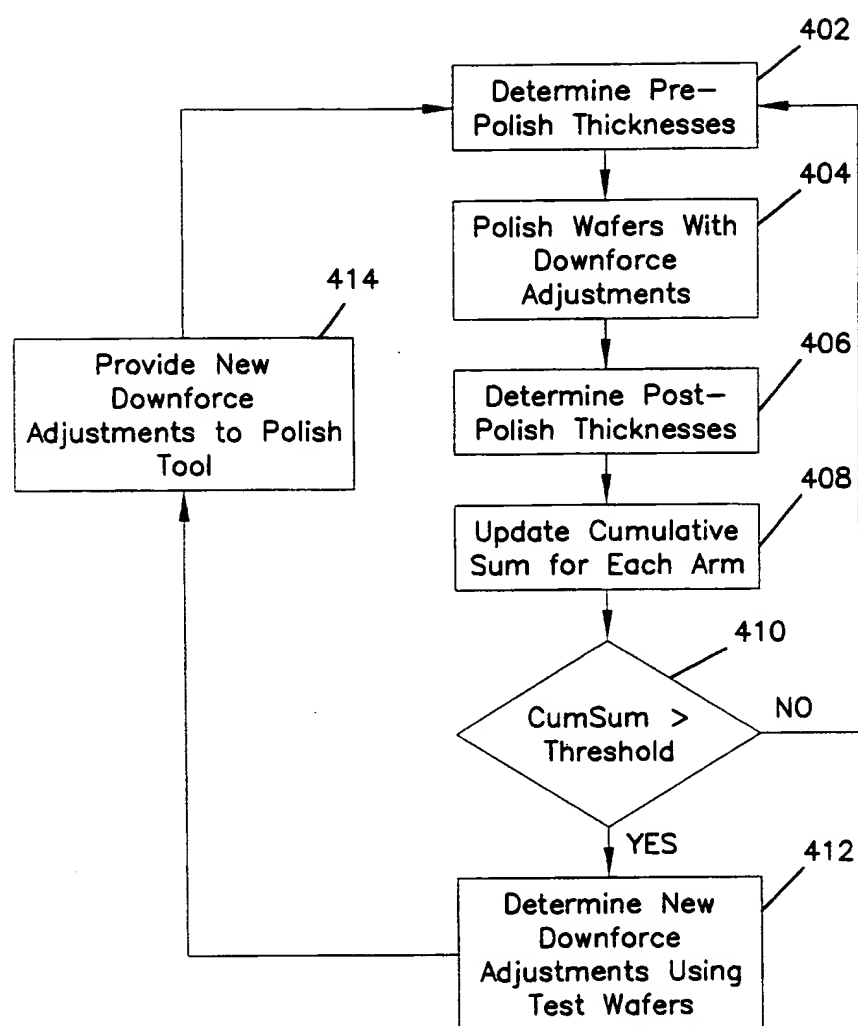 402
Determine Pre-
Polish Thicknesses
404
Polish Wafers With
Downforce
Adjustments
414
Provide New
Downforce
Adjustments to Polish
Tool
406
Determine Post-
Polish Thicknesses
408
Update Cumulative
Sum for Each Arm
410
CumSum >
Threshold
NO
YES
412
Determine New
Downforce
Adjustments Using
Test Wafers